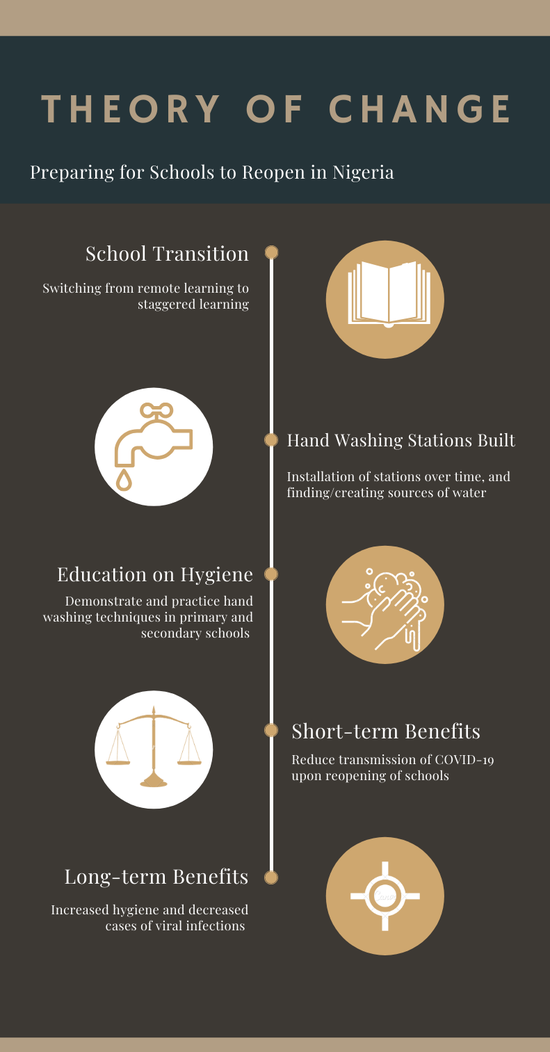 THEORY OF CHANGE
Preparing for Schools to Reopen in Nigeria
School Transition
Switching from remote learning to
staggered learning
Hand Washing Stations Built
Installation of stations over time, and
finding/creating sources of water
Education on Hygiene
Demonstrate and practice hand
washing techniques in primary and
secondary schools
Short-term Benefits
Reduce transmission of COVID-19
upon reopening of schools
Long-term Benefits
Increased hygiene and decreased
cases of viral infections